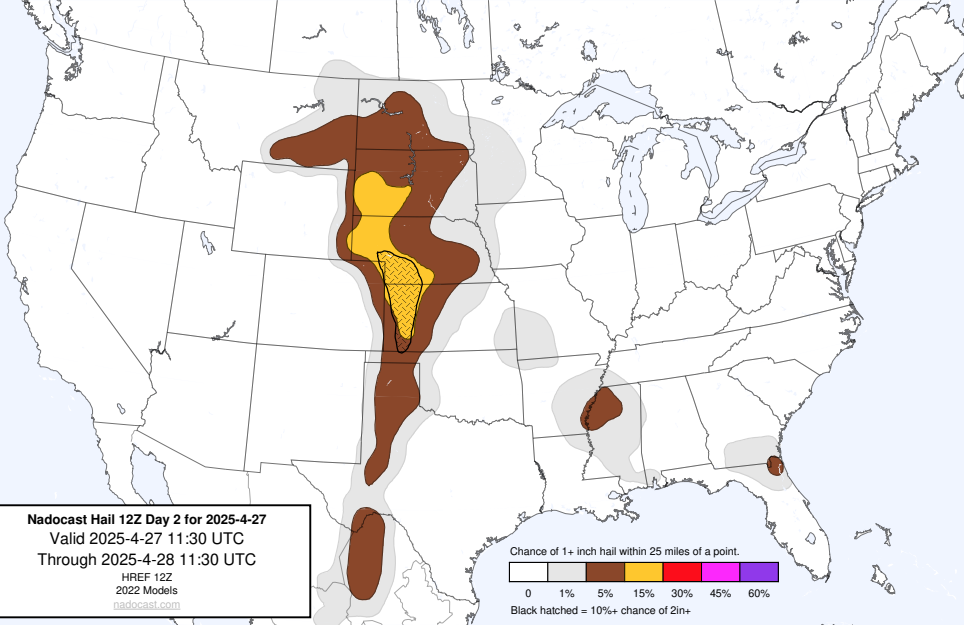 Nadocast Hail 12Z Day 2 for 2025-4-27
Valid 2025-4-27 11:30 UTC
Through 2025-4-28 11:30 UTC
HREF 12Z
2022 Models
nadocast.com
Chance of 1+ inch hail within 25 miles of a point.
0 1% 5% 15% 30% 45% 60%
Black hatched = 10%+ chance of 2in+